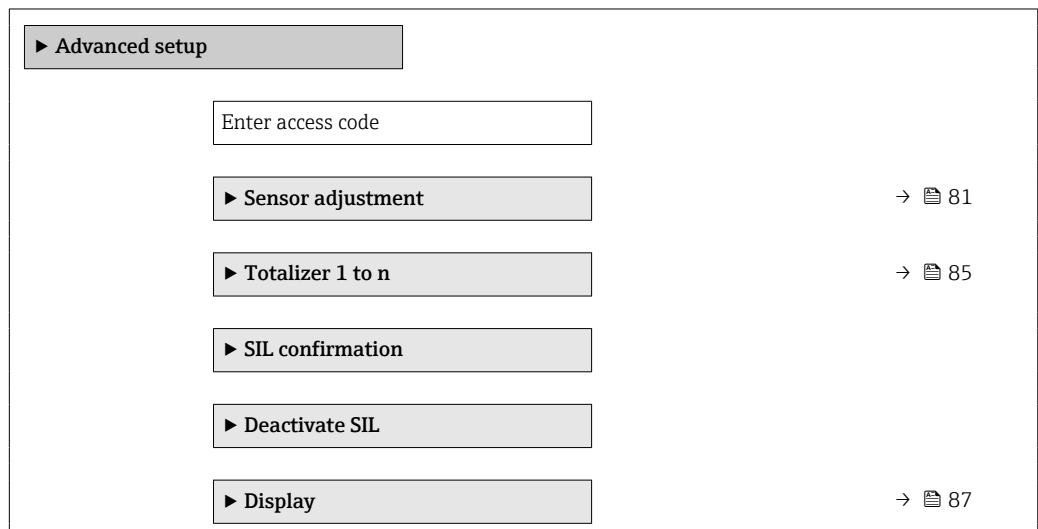 ▶ Advanced setup
Enter access code
▶ Sensor adjustment → 81
▶ Totalizer 1 to n → 85
▶ SIL confirmation
▶ Deactivate SIL
▶ Display → 87